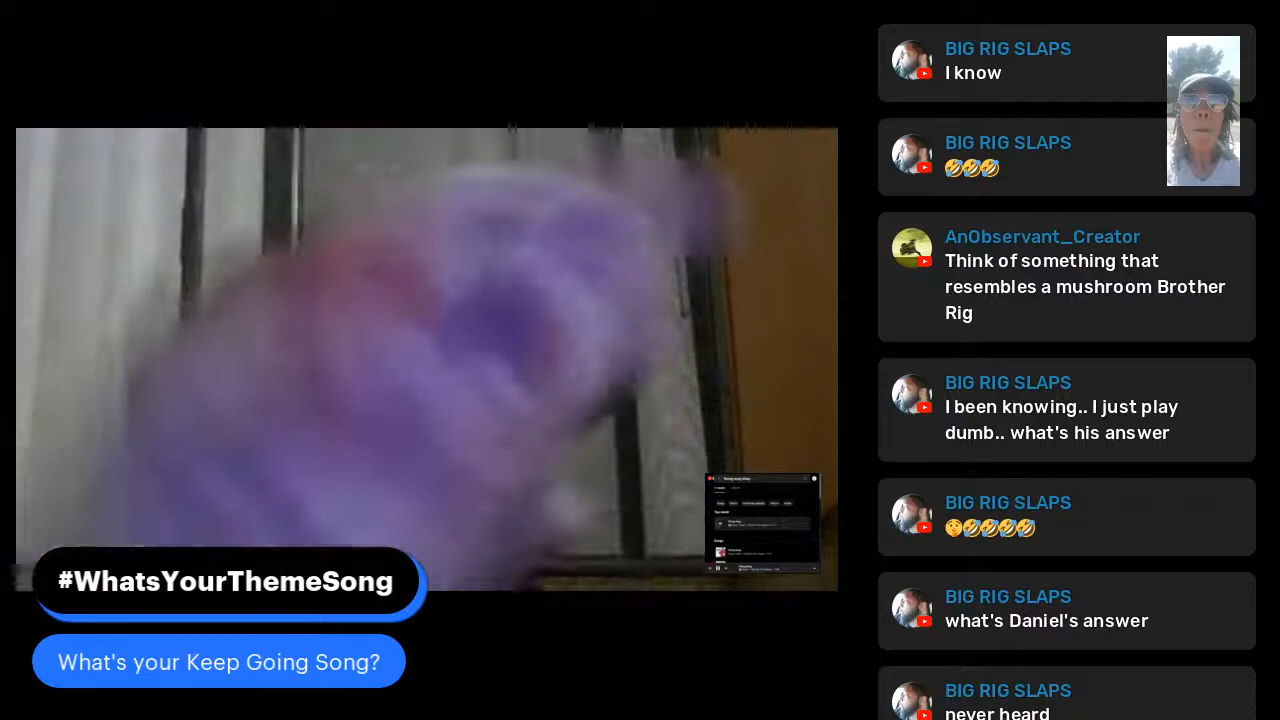 BIG RIG SLAPS
I know
BIG RIG SLAPS
🤣🤣🤣
AnObservant_Creator
Think of something that
resembles a mushroom Brother
Rig
BIG RIG SLAPS
I been knowing.. I just play
dumb.. what's his answer
BIG RIG SLAPS
🤫🤣🤣🤣🤣
BIG RIG SLAPS
what's Daniel's answer
BIG RIG SLAPS
never heard
#WhatsYourThemeSong
What's your Keep Going Song?